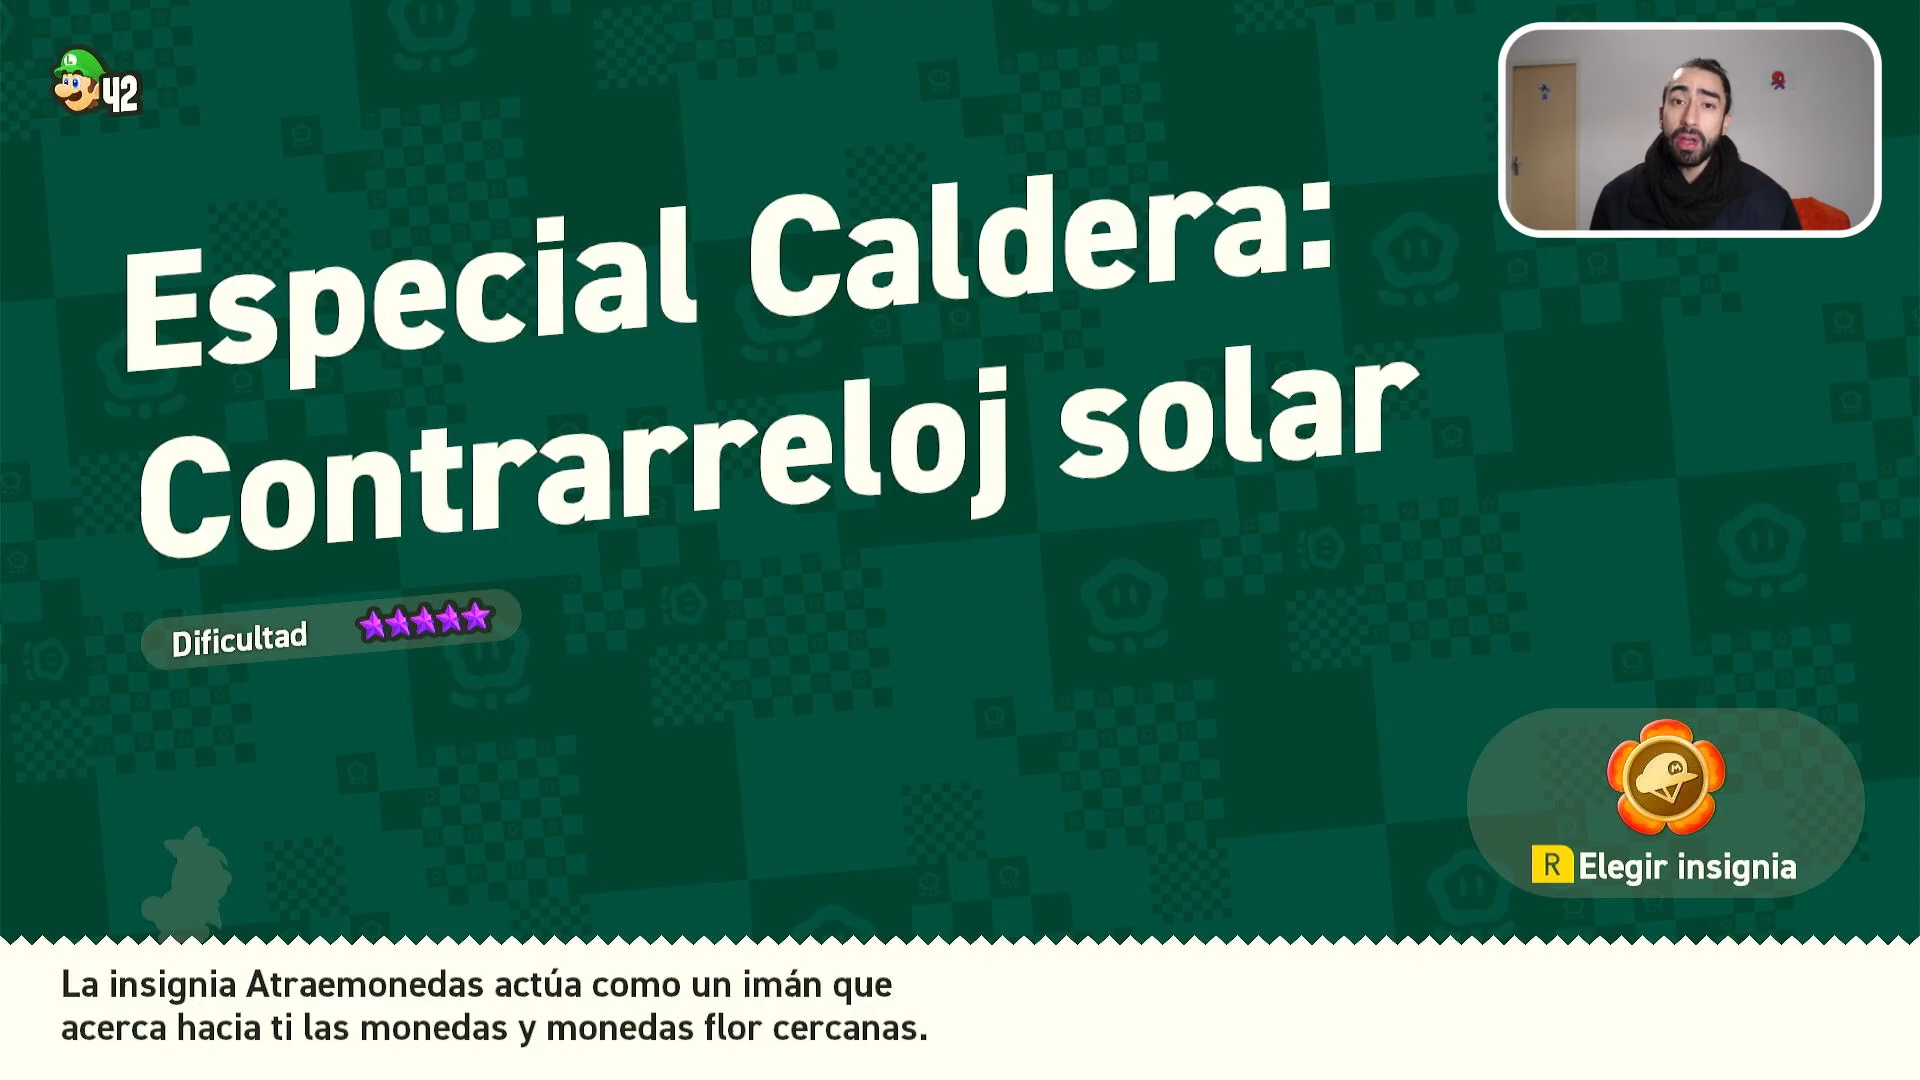 42
Especial Caldera:
Contrarreloj solar
Dificultad
R Elegir insignia
La insignia Atraemonedas actúa como un imán que
acerca hacia ti las monedas y monedas flor cercanas.